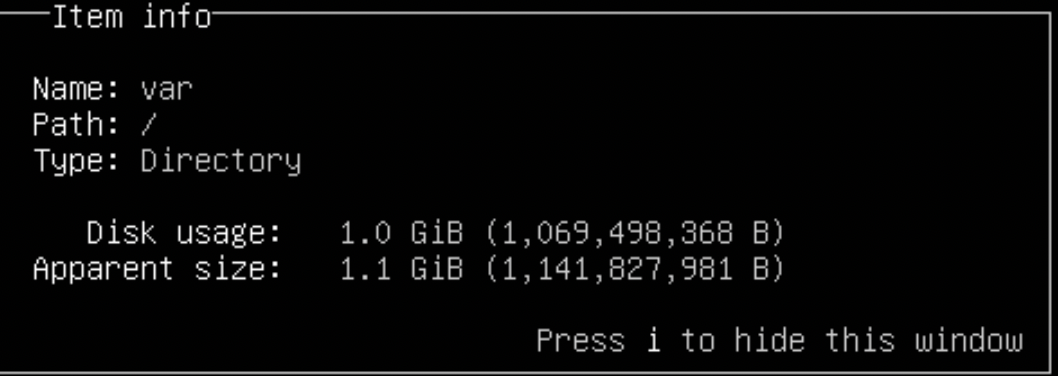 Item info
Name: var
Path: /
Type: Directory
Disk usage: 1.0 GiB (1,069,498,368 B)
Apparent size: 1.1 GiB (1,141,827,981 B)
Press i to hide this window